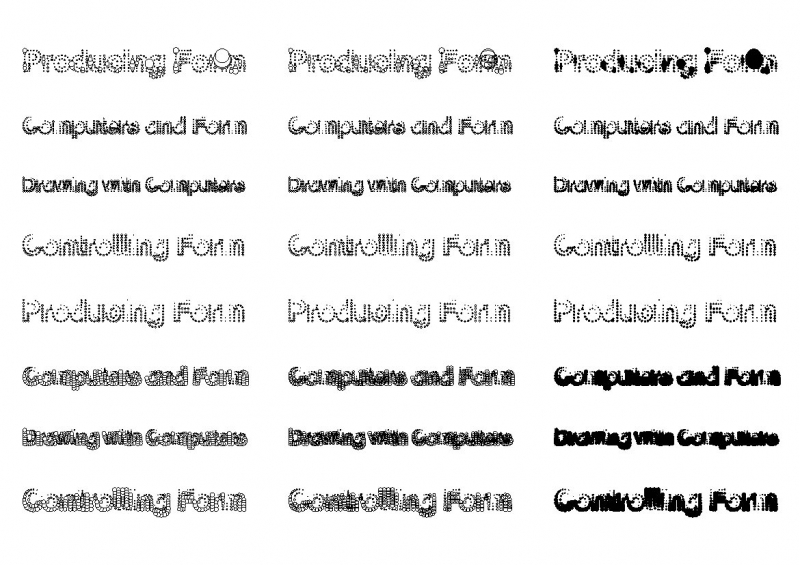 Producing Form Producing Form Producing Form
Computers and Form Computers and Form Computers and Form
Drawing with Computers Drawing with Computers Drawing with Computers
Controlling Form Controlling Form Controlling Form
Producing Form Producing Form Producing Form
Computers and Form Computers and Form Computers and Form
Drawing with Computers Drawing with Computers Drawing with Computers
Controlling Form Controlling Form Controlling Form